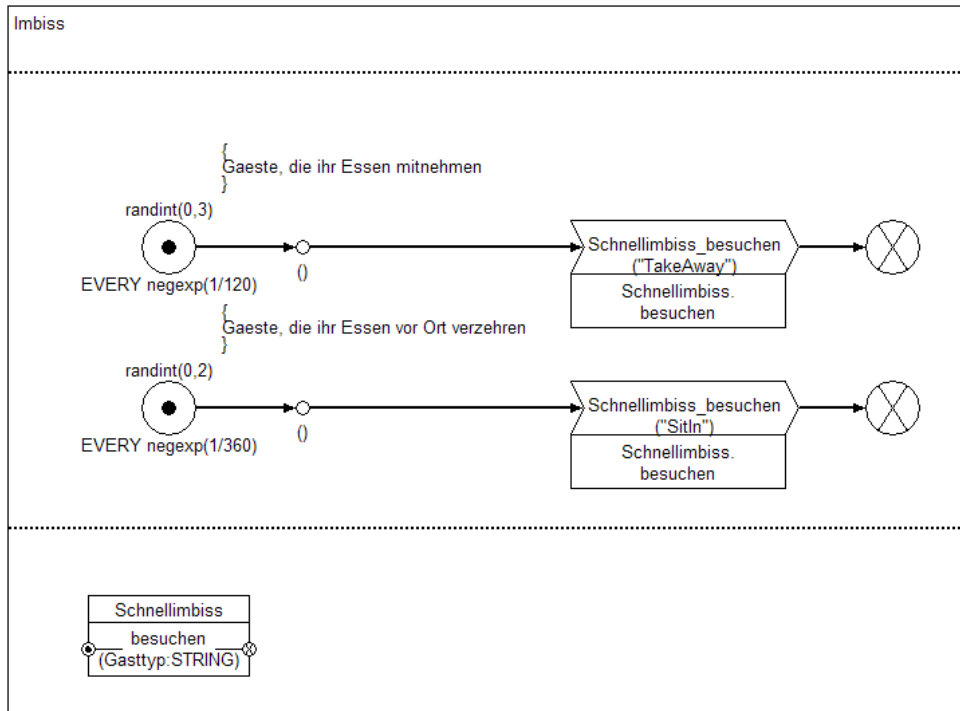 Imbiss
{
Gaeste, die ihr Essen mitnehmen
}
randint(0,3)
EVERY negexp(1/120)
()
Schnellimbiss_besuchen
("TakeAway")
Schnellimbiss.
besuchen
{
Gaeste, die ihr Essen vor Ort verzehren
}
randint(0,2)
EVERY negexp(1/360)
()
Schnellimbiss_besuchen
("SitIn")
Schnellimbiss.
besuchen
Schnellimbiss
besuchen
(Gasttyp:STRING)